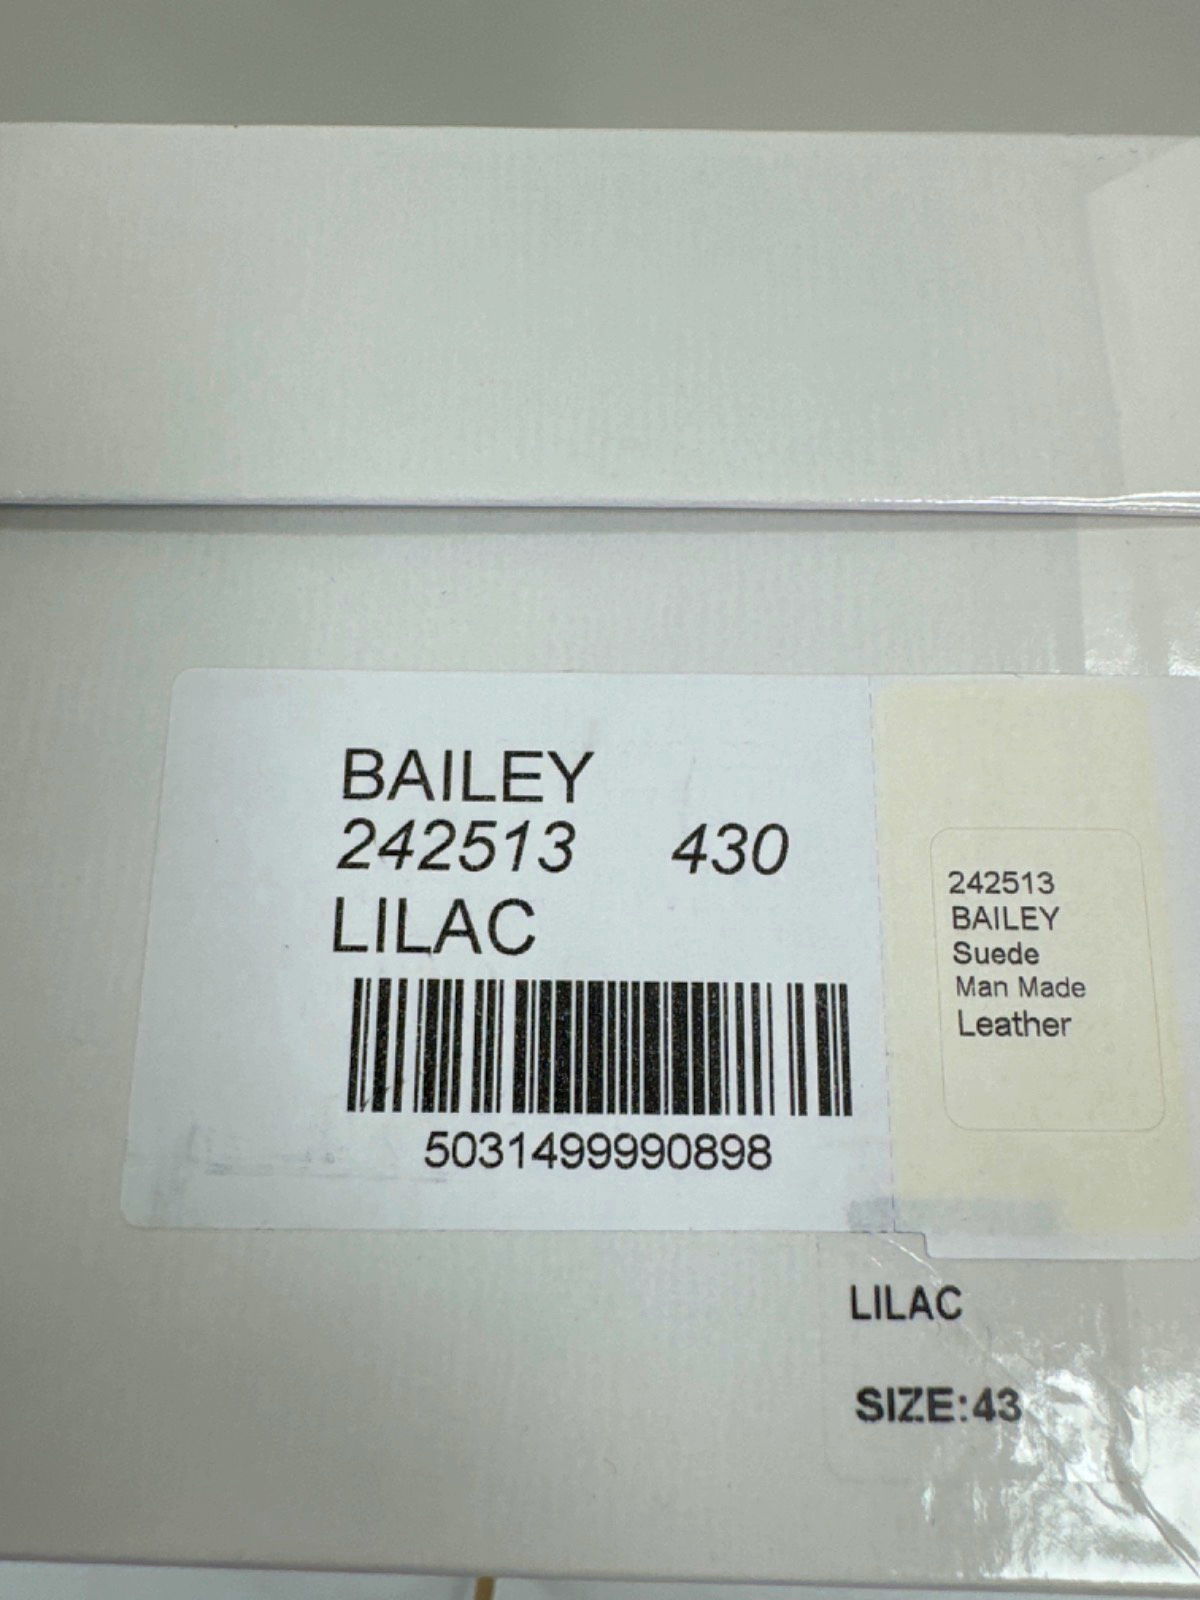 BAILEY
242513 430
LILAC
5031499990898
242513
BAILEY
Suede
Man Made
Leather
LILAC
SIZE:43